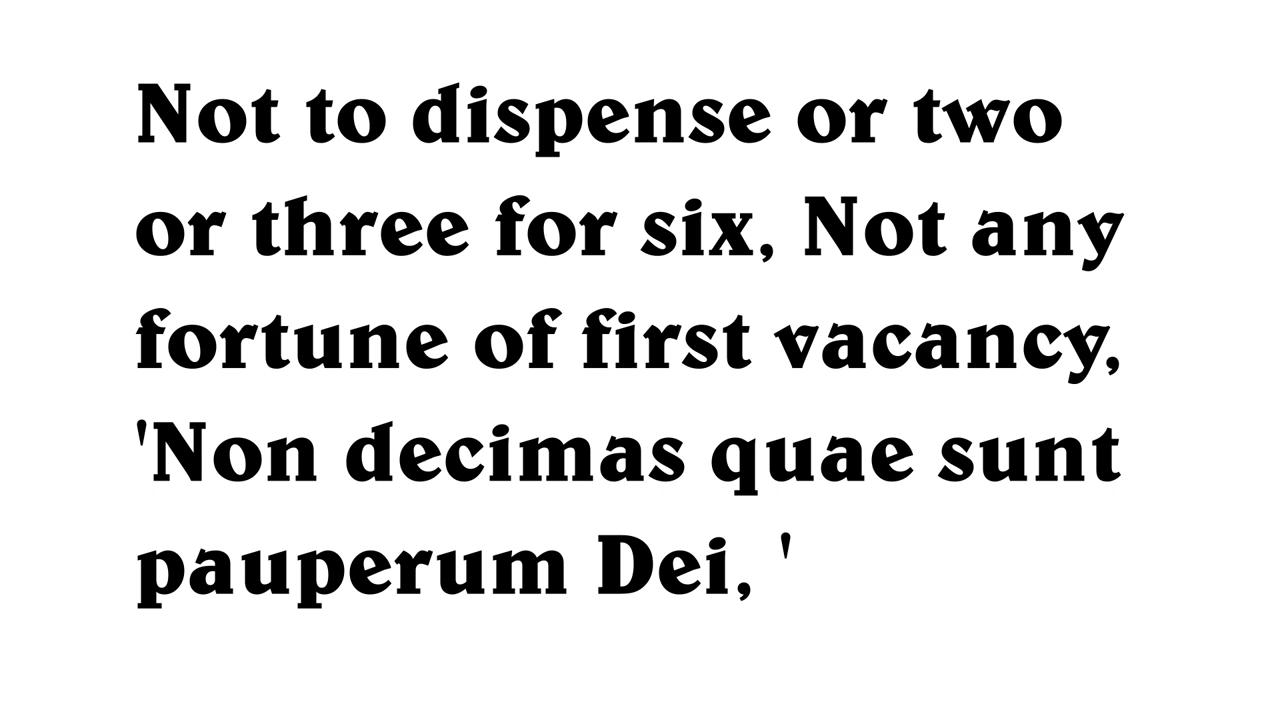 Not to dispense or two
or three for six, Not any
fortune of first vacancy,
'Non decimas quae sunt
pauperum Dei, '